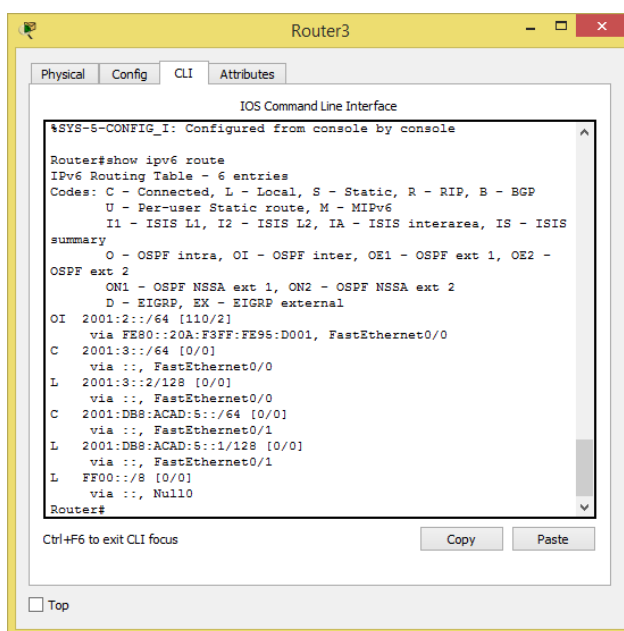 Router3
Physical Config CLI Attributes
IOS Command Line Interface
%SYS-5-CONFIG_I: Configured from console by console
Router#show ipv6 route
IPv6 Routing Table - 6 entries
Codes: C - Connected, L - Local, S - Static, R - RIP, B - BGP
U - Per-user Static route, M - MIPv6
I1 - ISIS L1, I2 - ISIS L2, IA - ISIS interarea, IS - ISIS
summary
O - OSPF intra, OI - OSPF inter, OE1 - OSPF ext 1, OE2 -
OSPF ext 2
ON1 - OSPF NSSA ext 1, ON2 - OSPF NSSA ext 2
D - EIGRP, EX - EIGRP external
OI 2001:2::/64 [110/2]
via FE80::20A:F3FF:FE95:D001, FastEthernet0/0
C 2001:3::/64 [0/0]
via ::, FastEthernet0/0
L 2001:3::2/128 [0/0]
via ::, FastEthernet0/0
C 2001:DB8:ACAD:5::/64 [0/0]
via ::, FastEthernet0/1
L 2001:DB8:ACAD:5::1/128 [0/0]
via ::, FastEthernet0/1
L FF00::/8 [0/0]
via ::, Null0
Router#
Ctrl+F6 to exit CLI focus
Copy Paste
Top